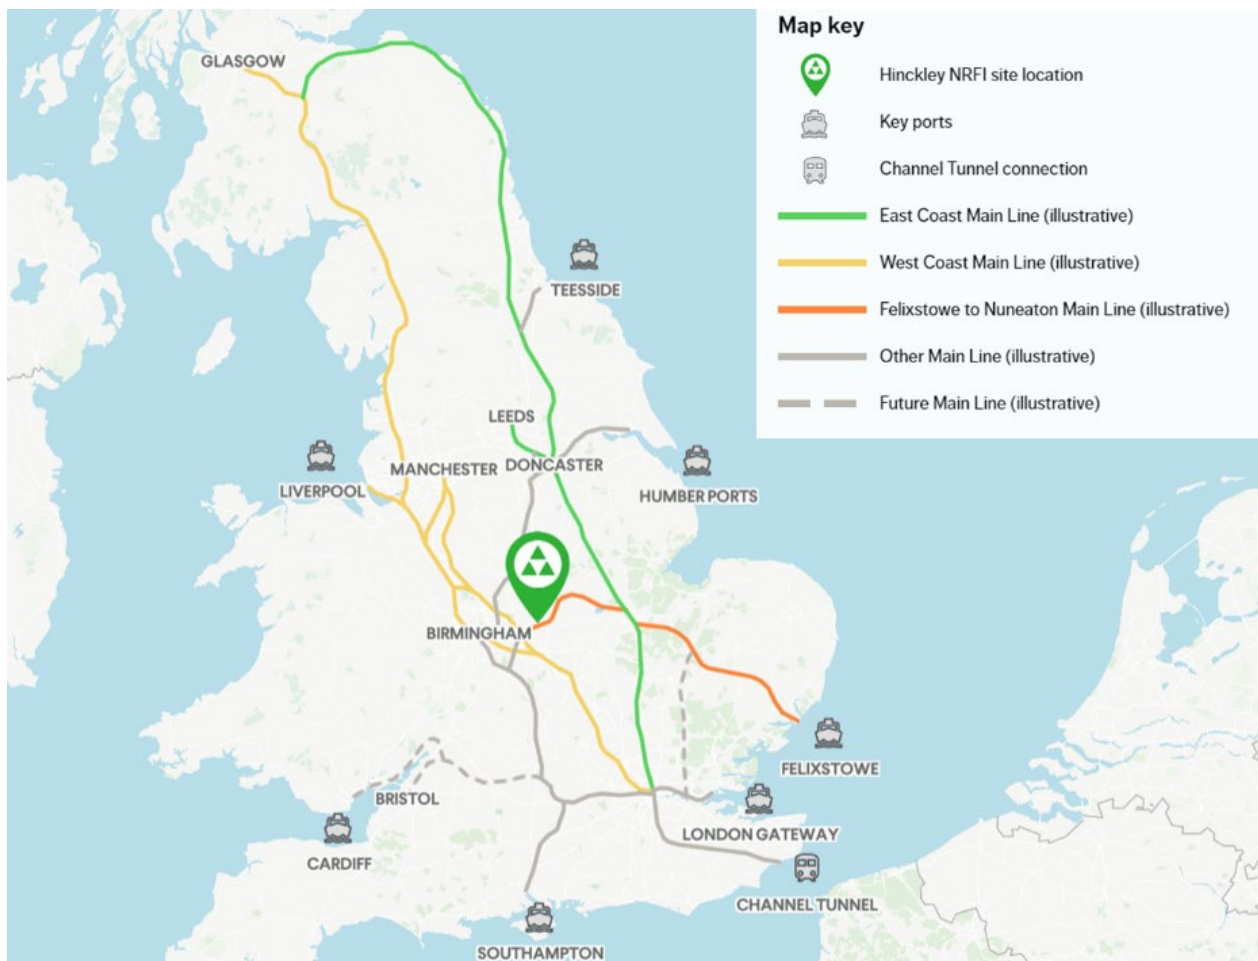 Map key
Hinckley NRFI site location
Key ports
Channel Tunnel connection
East Coast Main Line (illustrative)
West Coast Main Line (illustrative)
Felixstowe to Nuneaton Main Line (illustrative)
Other Main Line (illustrative)
Future Main Line (illustrative)
GLASGOW
TEESSIDE
LEEDS
MANCHESTER
DONCASTER
LIVERPOOL
HUMBER PORTS
BIRMINGHAM
FELIXSTOWE
BRISTOL
LONDON GATEWAY
CARDIFF
CHANNEL TUNNEL
SOUTHAMPTON